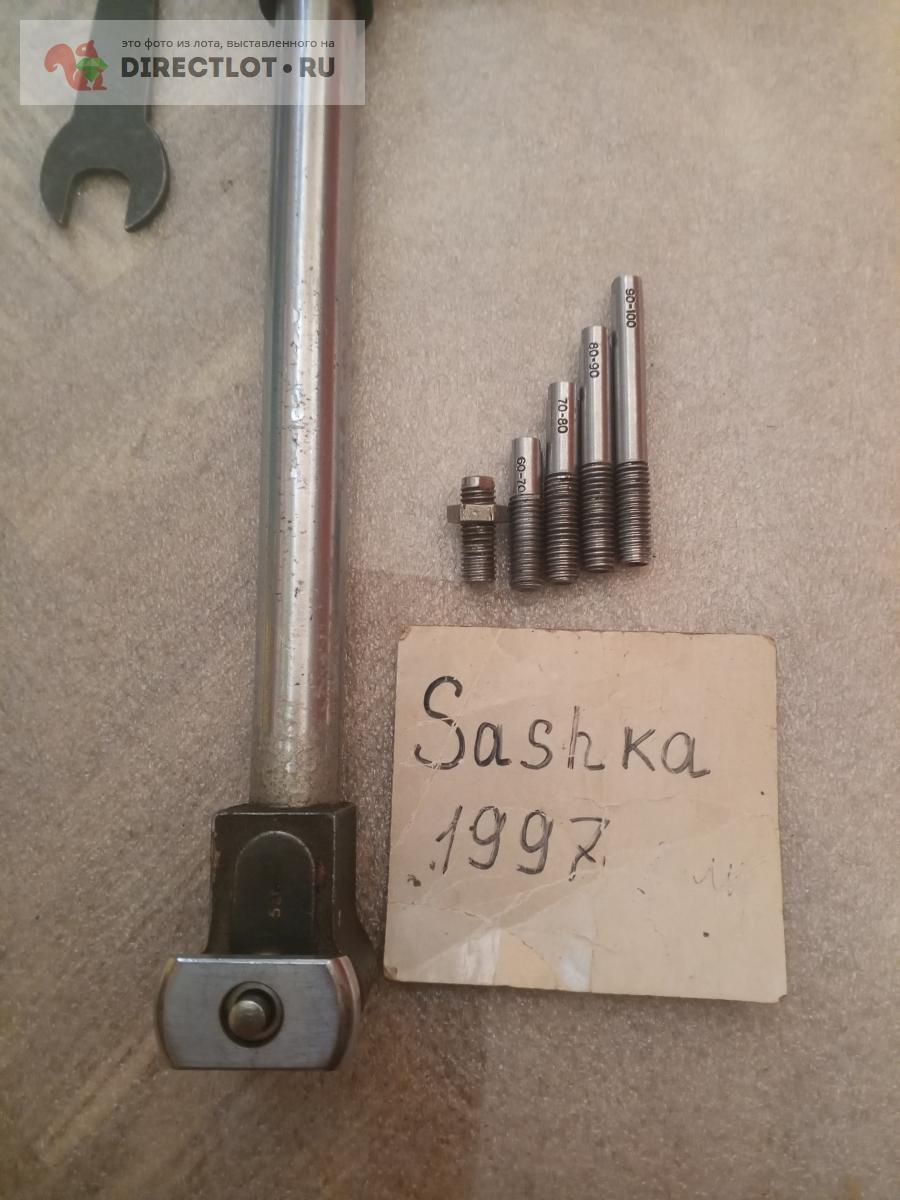 это фото из лота, выставленного на
DIRECTLOT.RU
90-100
80-90
70-80
60-70
Sashka
1997